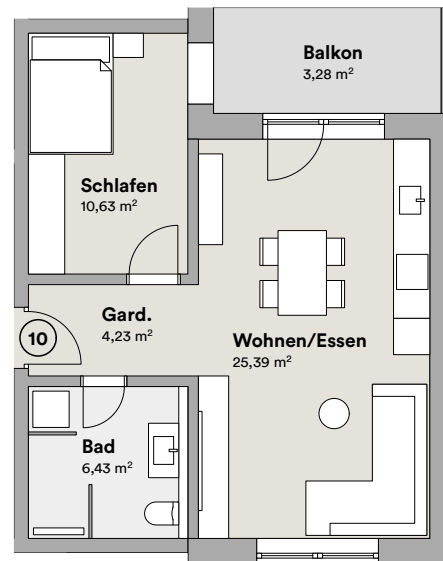 Balkon
3,28 m²
Schlafen
10,63 m²
Gard.
4,23 m²
10
Wohnen/Essen
25,39 m²
Bad
6,43 m²